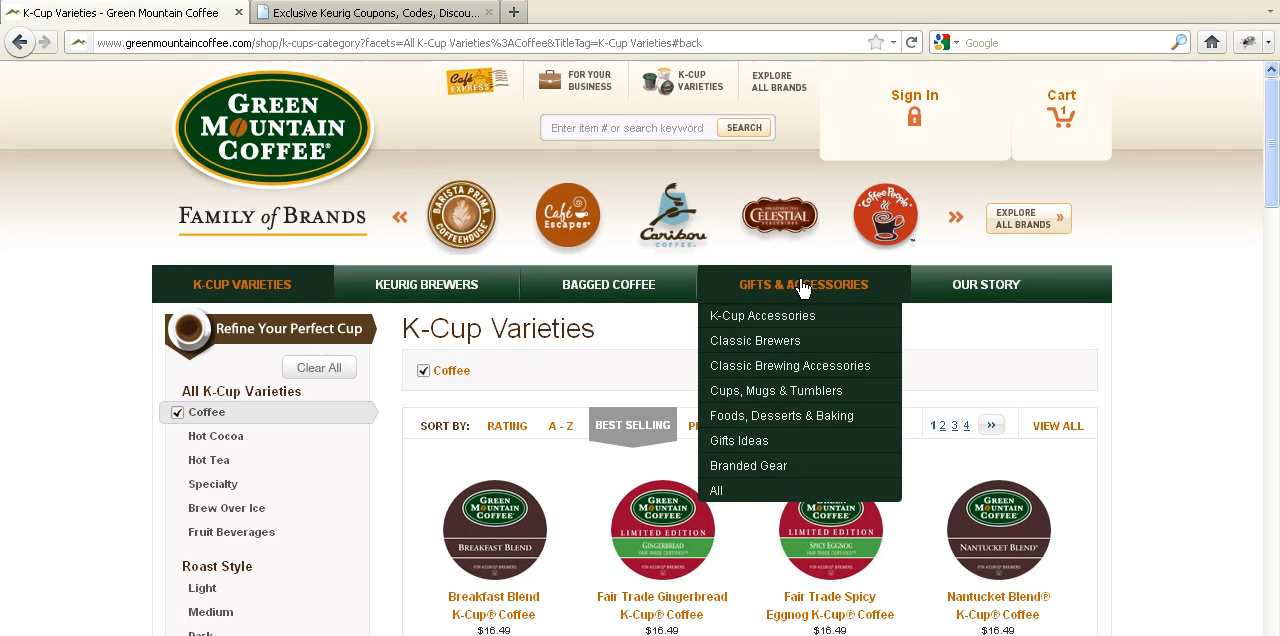 K-Cup Varieties - Green Mountain Coffee
Exclusive Keurig Coupons, Codes, Discou...
www.greenmountaincoffee.com/shop/k-cups-category?facets=All K-Cup Varieties%3ACoffee&TitleTag=K-Cup Varieties#back
Google
Café EXPRESS
FOR YOUR BUSINESS
K-CUP VARIETIES
EXPLORE ALL BRANDS
Sign In
Cart
1
Enter item # or search keyword
SEARCH
GREEN
MOUNTAIN
COFFEE®
FAMILY of BRANDS
BARISTA PRIMA COFFEEHOUSE
Café Escapes
Caribou COFFEE
CELESTIAL SEASONINGS
Coffee People
EXPLORE
ALL BRANDS »
K-CUP VARIETIES
KEURIG BREWERS
BAGGED COFFEE
GIFTS & ACCESSORIES
OUR STORY
K-Cup Accessories
Classic Brewers
Classic Brewing Accessories
Cups, Mugs & Tumblers
Foods, Desserts & Baking
Gifts Ideas
Branded Gear
All
Refine Your Perfect Cup
Clear All
All K-Cup Varieties
Coffee
Hot Cocoa
Hot Tea
Specialty
Brew Over Ice
Fruit Beverages
Roast Style
Light
Medium
Dark
K-Cup Varieties
Coffee
SORT BY: RATING A - Z BEST SELLING
1 2 3 4 »
VIEW ALL
GREEN MOUNTAIN COFFEE
BREAKFAST BLEND
GREEN MOUNTAIN COFFEE
LIMITED EDITION
GINGERBREAD
FAIR TRADE CERTIFIED
MOUNTAIN COFFEE
LIMITED EDITION
SPICY EGGNOG
FAIR TRADE CERTIFIED
GREEN MOUNTAIN COFFEE
NANTUCKET BLEND
Breakfast Blend
K-Cup® Coffee
$16.49
Fair Trade Gingerbread
K-Cup® Coffee
$16.49
Fair Trade Spicy
Eggnog K-Cup® Coffee
$16.49
Nantucket Blend®
K-Cup® Coffee
$16.49